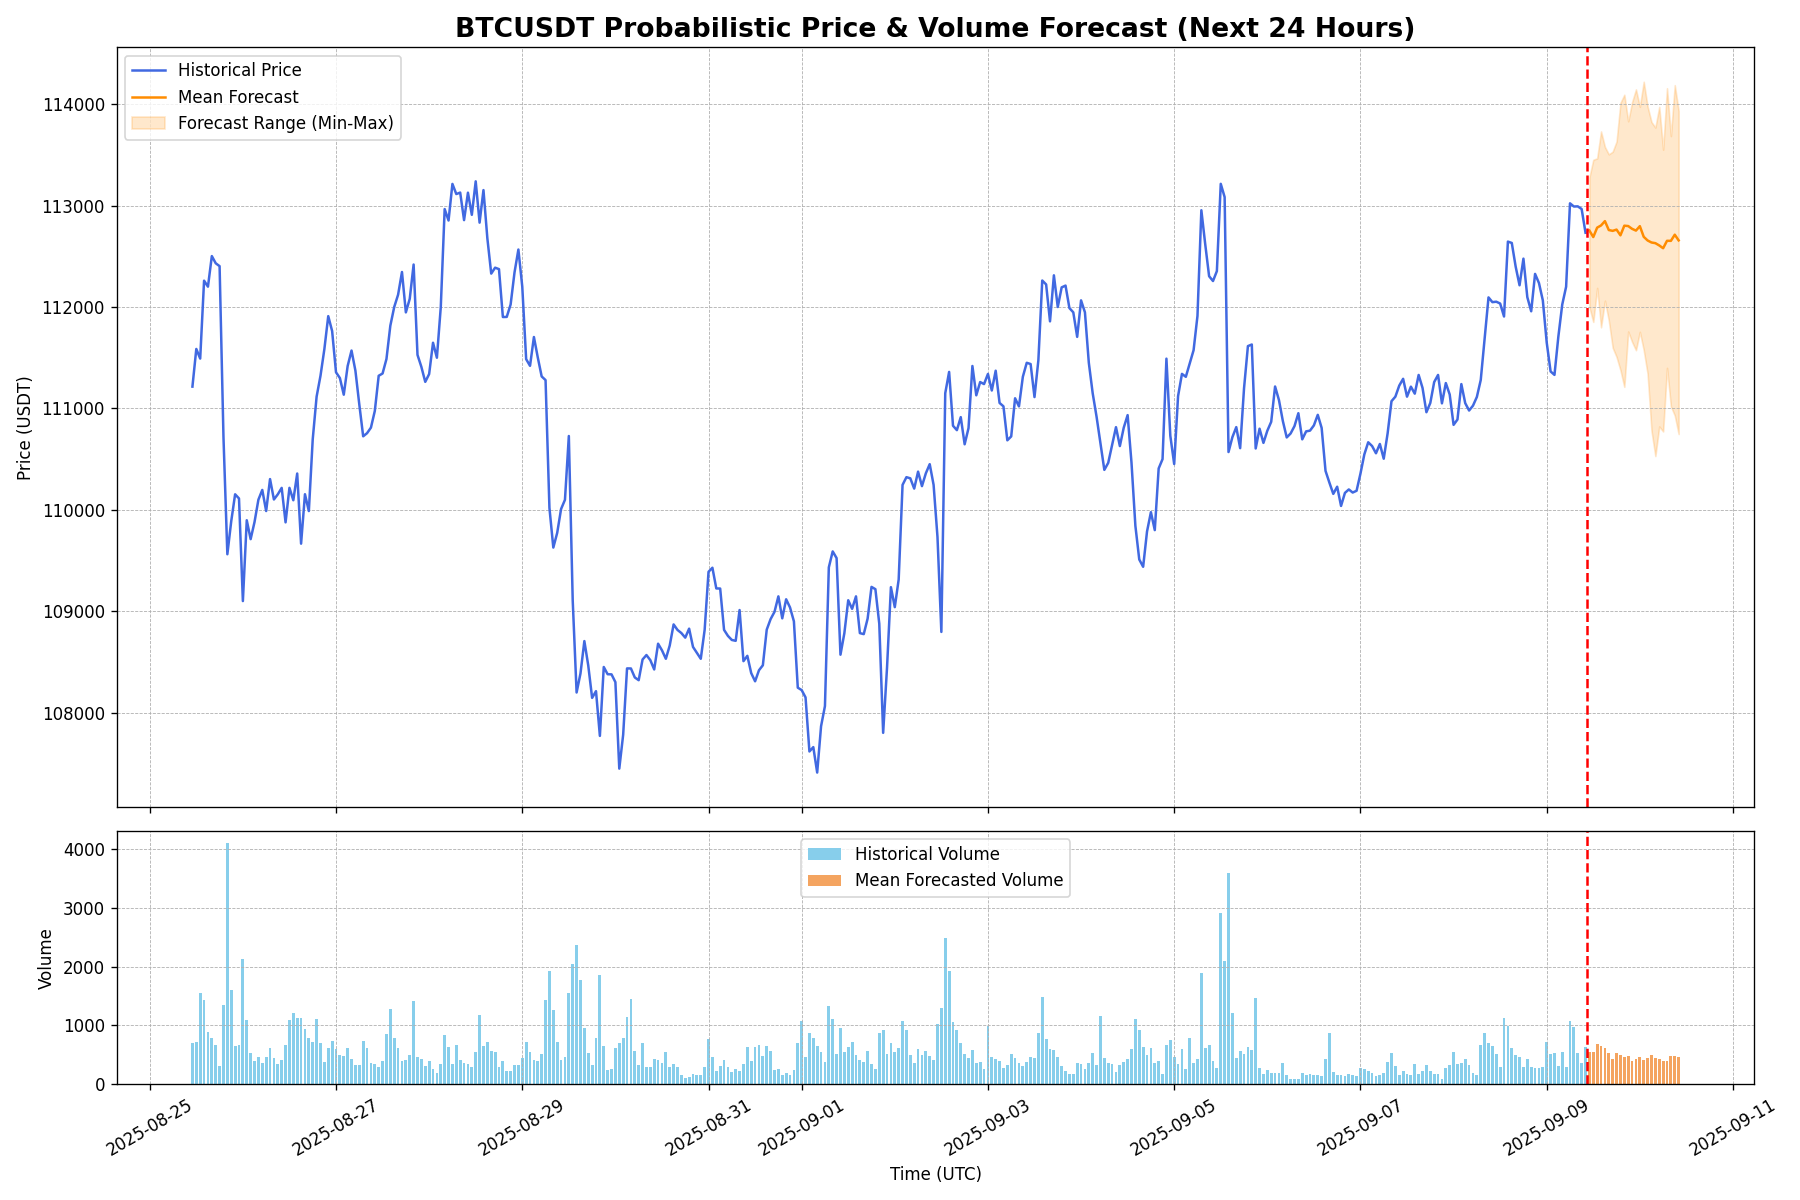 BTCUSDT Probabilistic Price & Volume Forecast (Next 24 Hours)
Historical Price
Mean Forecast
Forecast Range (Min-Max)
114000
113000
112000
111000
110000
109000
108000
Price (USDT)
Historical Volume
Mean Forecasted Volume
4000
3000
2000
1000
0
Volume
2025-08-25
2025-08-27
2025-08-29
2025-08-31
2025-09-01
2025-09-03
2025-09-05
2025-09-07
2025-09-09
2025-09-11
Time (UTC)